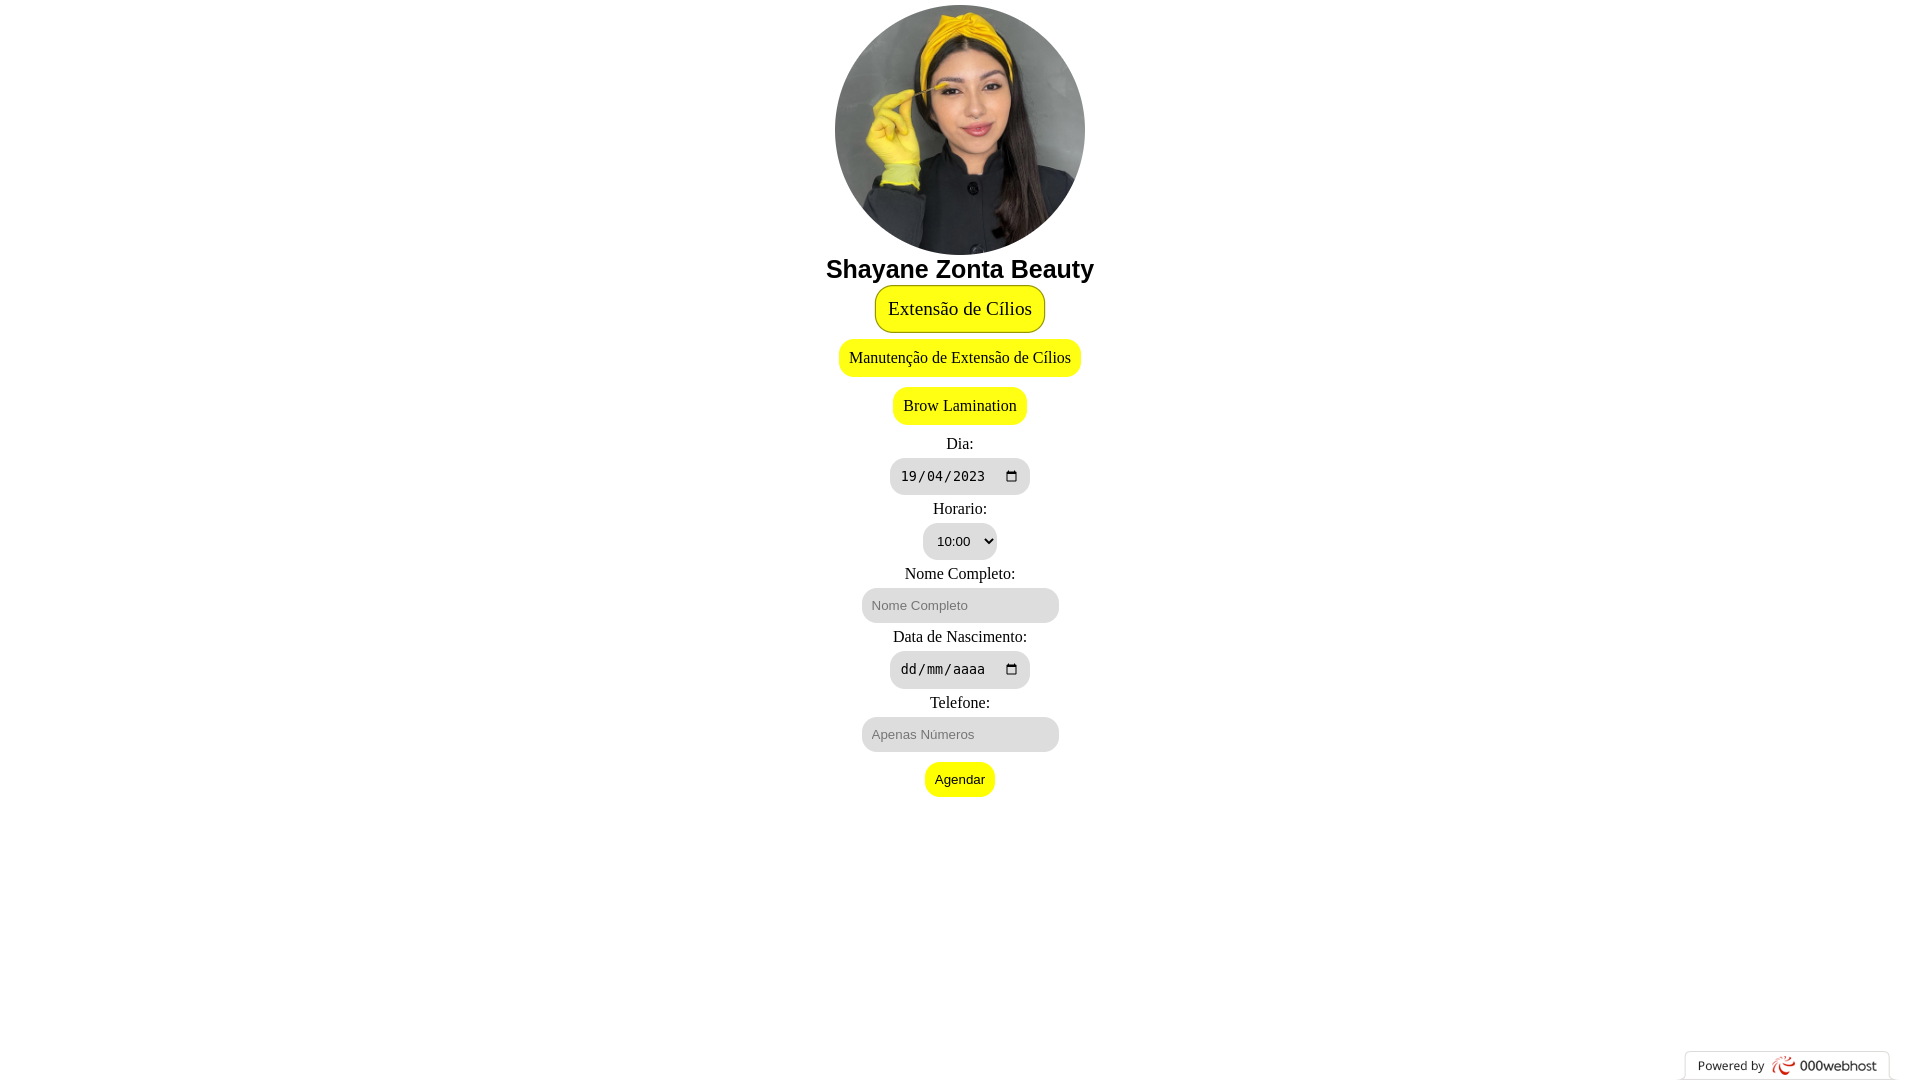 Shayane Zonta Beauty
Extensão de Cílios
Manutenção de Extensão de Cílios
Brow Lamination
Dia:
19/04/2023
Horario:
10:00
Nome Completo:
Nome Completo
Data de Nascimento:
dd/mm/aaaa
Telefone:
Apenas Números
Agendar
Powered by 000webhost